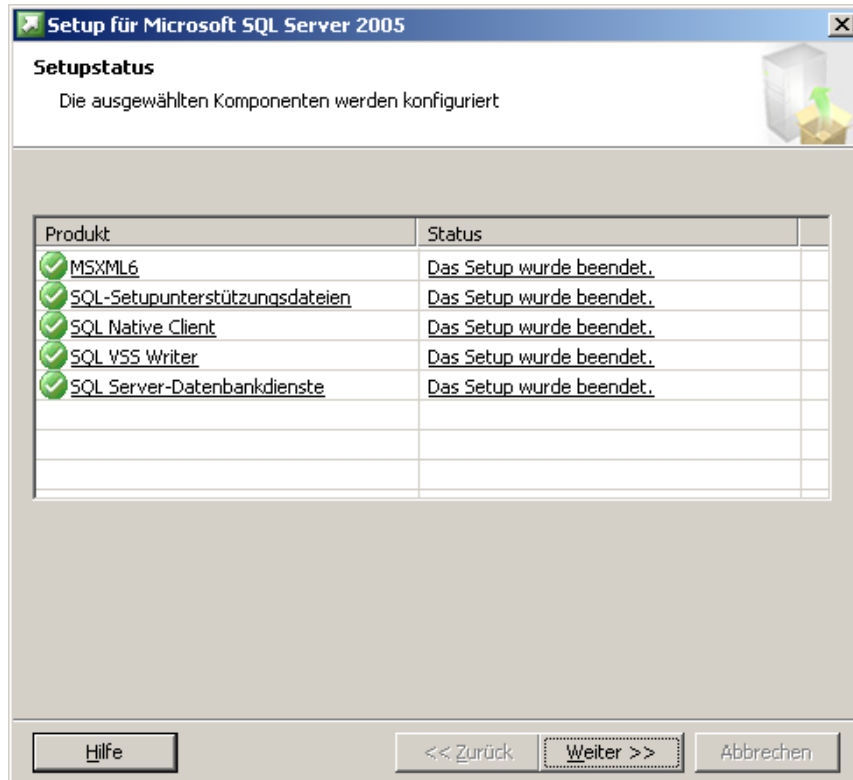 Setup für Microsoft SQL Server 2005
Setupstatus
Die ausgewählten Komponenten werden konfiguriert
Produkt Status
MSXML6 Das Setup wurde beendet.
SQL-Setupunterstützungsdateien Das Setup wurde beendet.
SQL Native Client Das Setup wurde beendet.
SQL VSS Writer Das Setup wurde beendet.
SQL Server-Datenbankdienste Das Setup wurde beendet.
Hilfe << Zurück Weiter >> Abbrechen